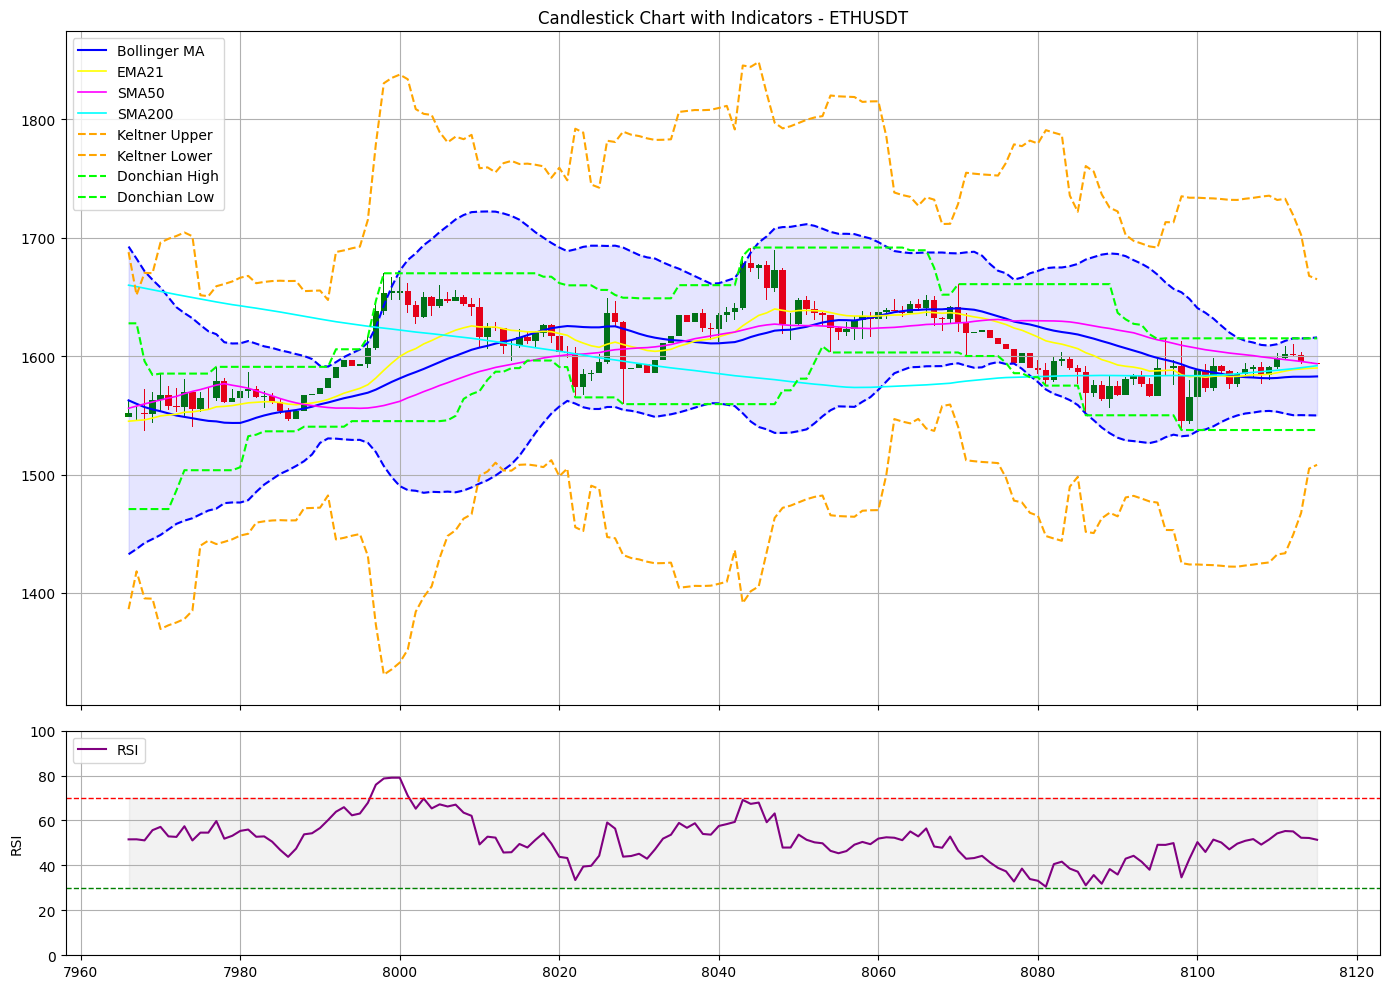 Candlestick Chart with Indicators - ETHUSDT
Bollinger MA
EMA21
SMA50
SMA200
Keltner Upper
Keltner Lower
Donchian High
Donchian Low
1800
1700
1600
1500
1400
RSI
100
80
60
40
20
0
RSI
7960
7980
8000
8020
8040
8060
8080
8100
8120